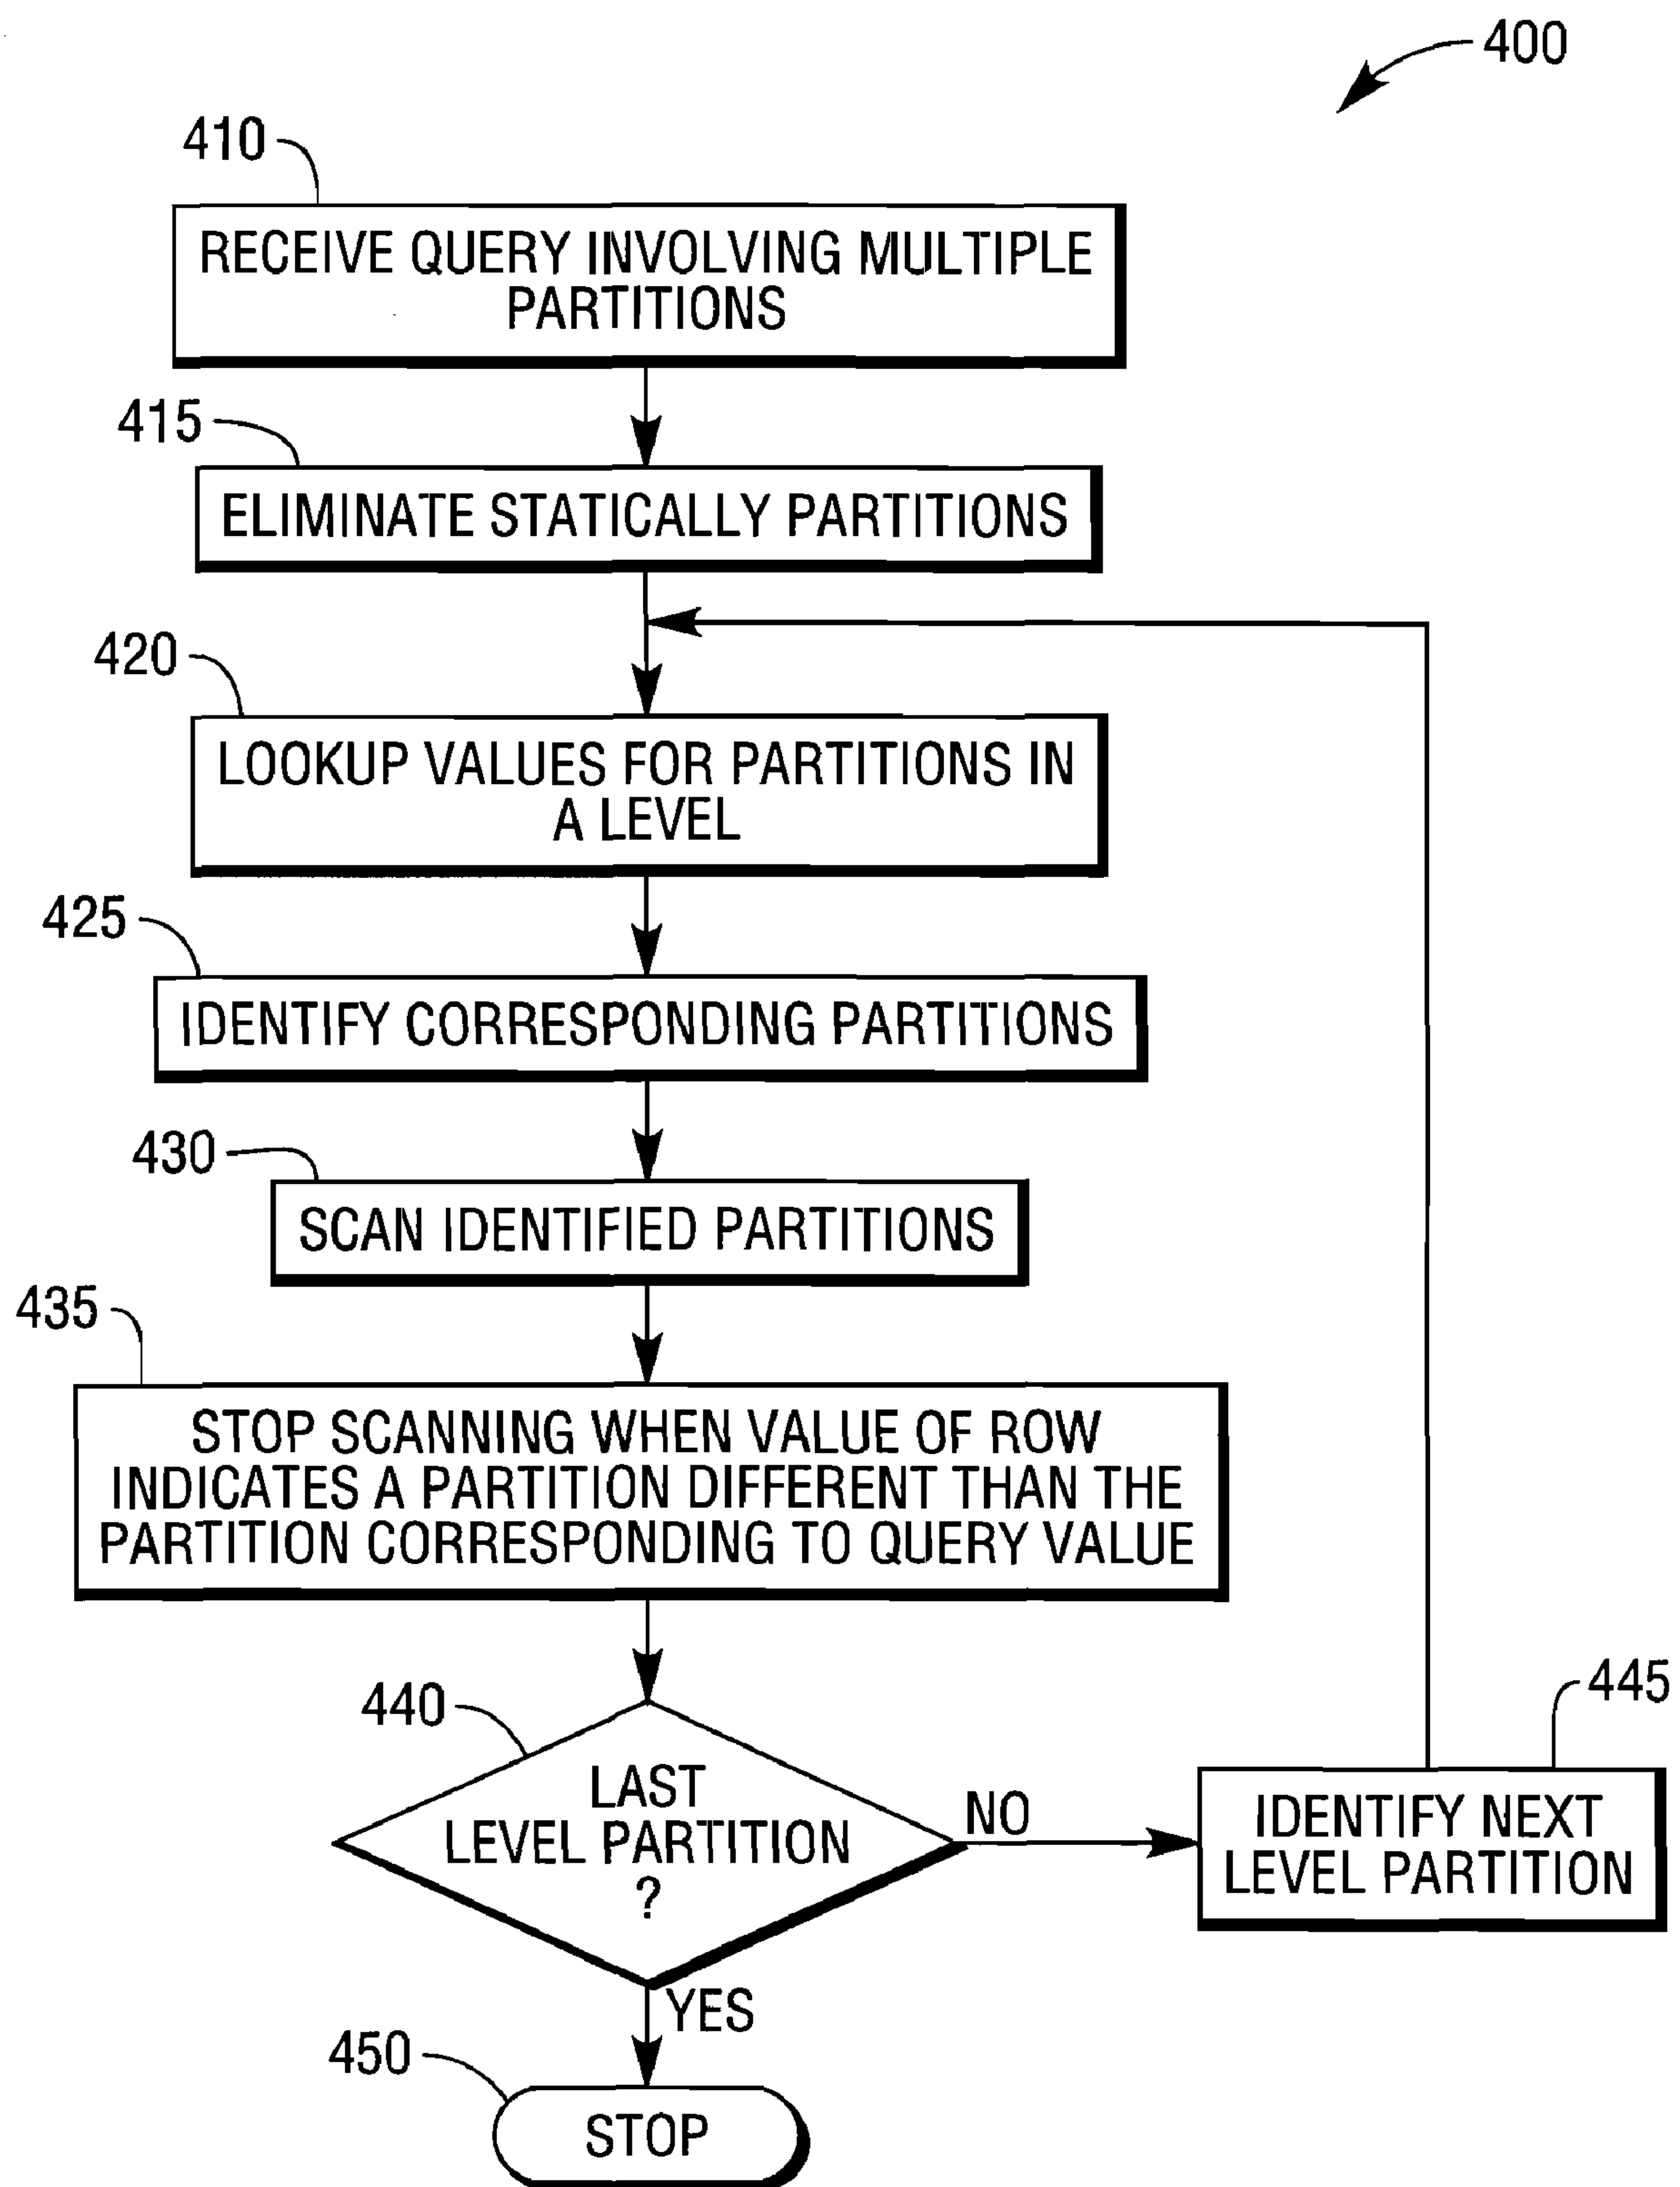 400
410
RECEIVE QUERY INVOLVING MULTIPLE
PARTITIONS
415
ELIMINATE STATICALLY PARTITIONS
420
LOOKUP VALUES FOR PARTITIONS IN
A LEVEL
425
IDENTIFY CORRESPONDING PARTITIONS
430
SCAN IDENTIFIED PARTITIONS
435
STOP SCANNING WHEN VALUE OF ROW
INDICATES A PARTITION DIFFERENT THAN THE
PARTITION CORRESPONDING TO QUERY VALUE
440
LAST
LEVEL PARTITION
?
NO
445
IDENTIFY NEXT
LEVEL PARTITION
YES
450
STOP